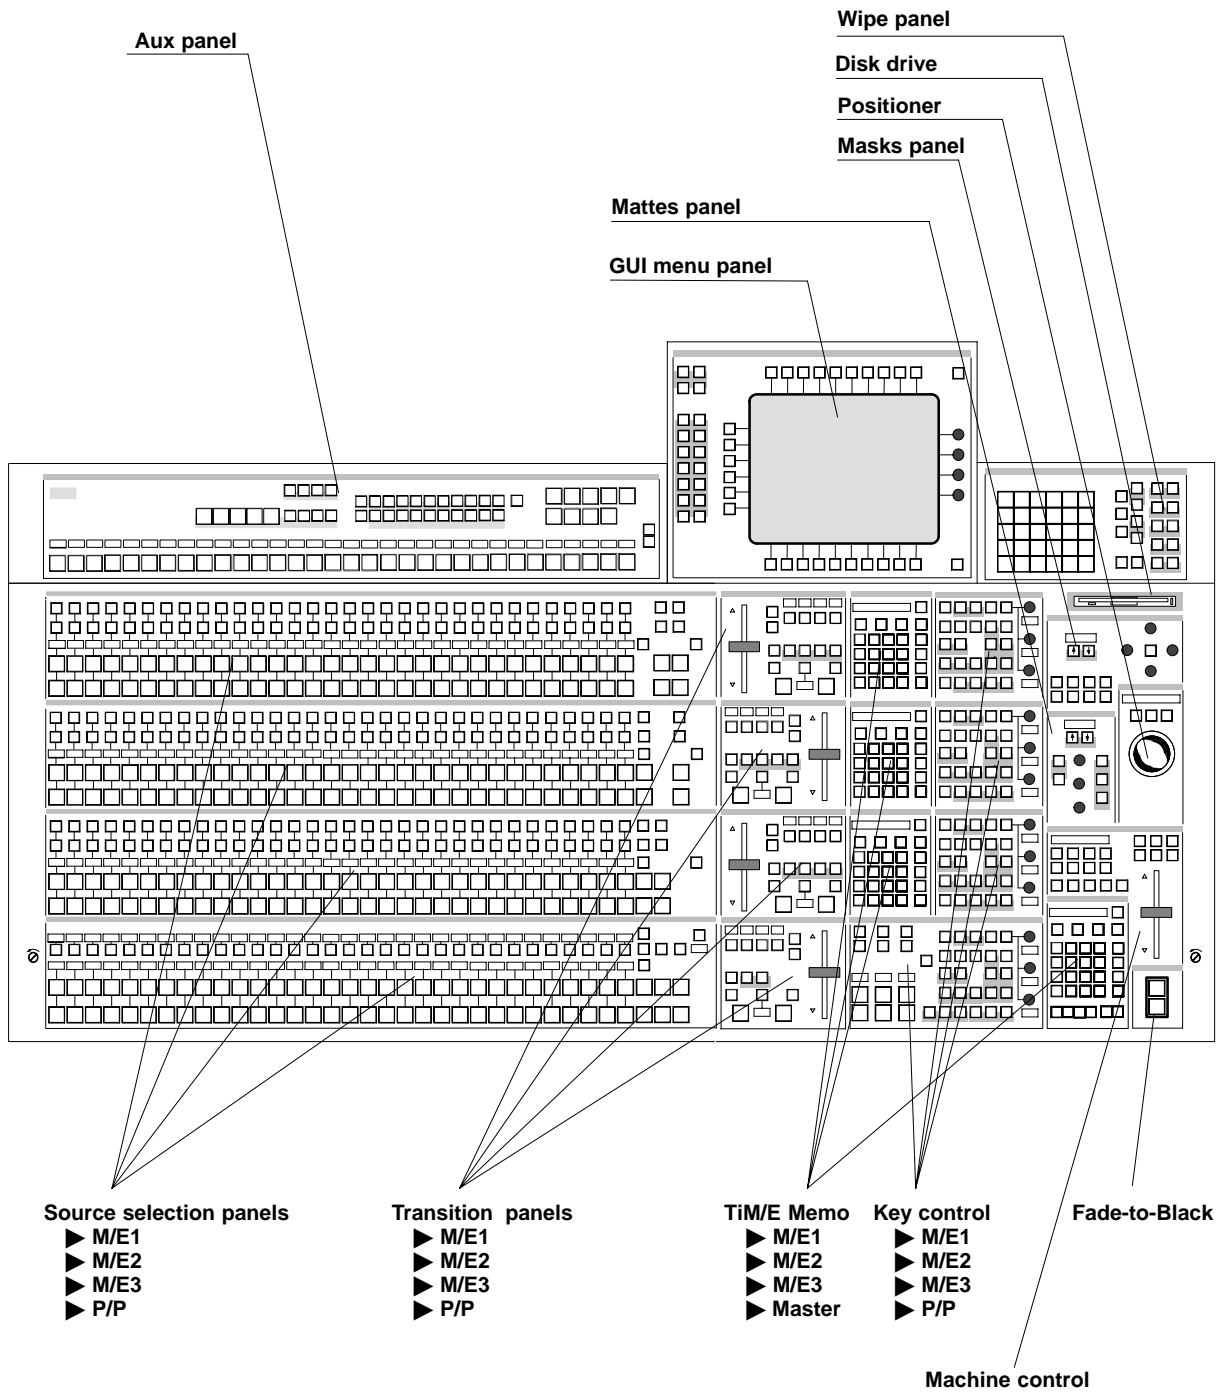 Wipe panel
Aux panel
Disk drive
Positioner
Masks panel
Mattes panel
GUI menu panel
Source selection panels
▶ M/E1
▶ M/E2
▶ M/E3
▶ P/P
Transition panels
▶ M/E1
▶ M/E2
▶ M/E3
▶ P/P
TiM/E Memo
▶ M/E1
▶ M/E2
▶ M/E3
▶ Master
Key control
▶ M/E1
▶ M/E2
▶ M/E3
▶ P/P
Fade-to-Black
Machine control